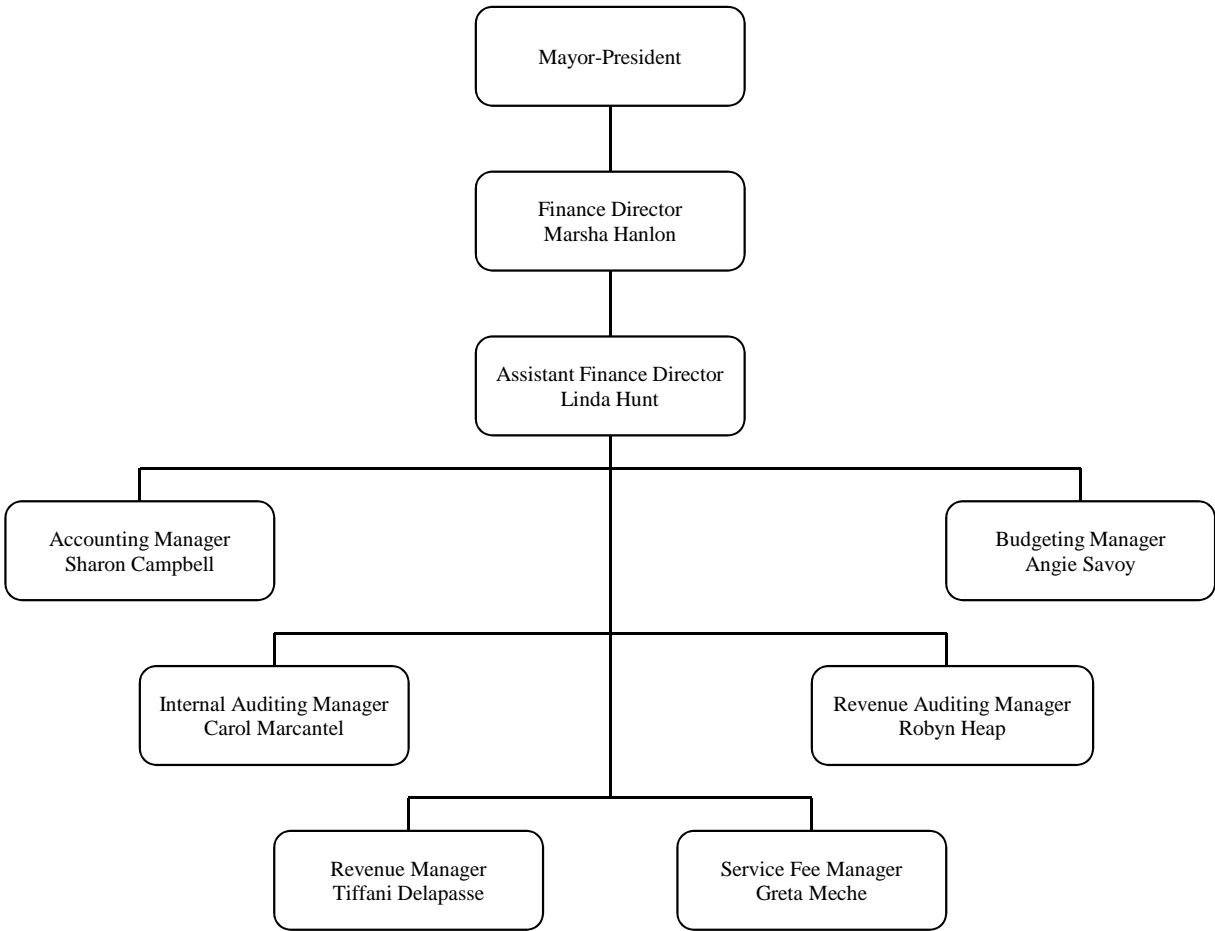 Mayor-President
Finance Director
Marsha Hanlon
Assistant Finance Director
Linda Hunt
Accounting Manager
Sharon Campbell
Budgeting Manager
Angie Savoy
Internal Auditing Manager
Carol Marcantel
Revenue Auditing Manager
Robyn Heap
Revenue Manager
Tiffani Delapasse
Service Fee Manager
Greta Meche